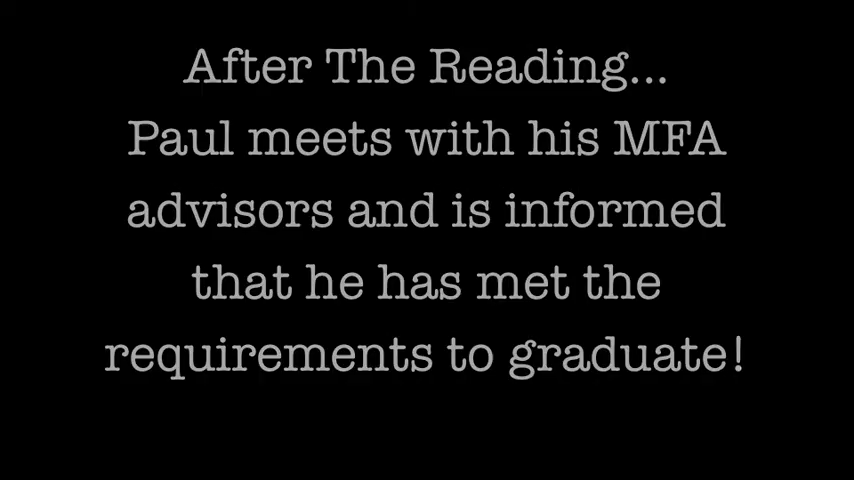 After The Reading...
Paul meets with his MFA
advisors and is informed
that he has met the
requirements to graduate!